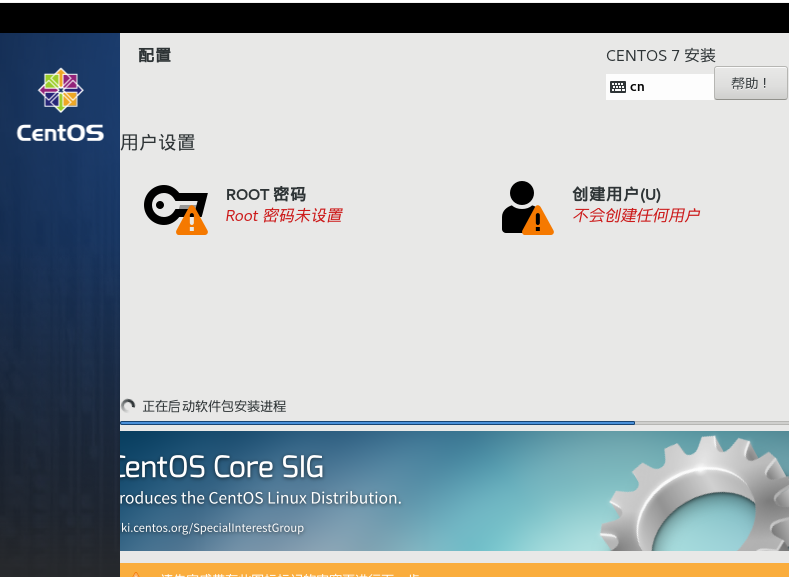 配置
CENTOS 7 安装
cn
帮助！
CentOS
用户设置
ROOT 密码
Root 密码未设置
创建用户(U)
不会创建任何用户
正在启动软件包安装进程
CentOS Core SIG
roduces the CentOS Linux Distribution.
ki.centos.org/SpecialInterestGroup